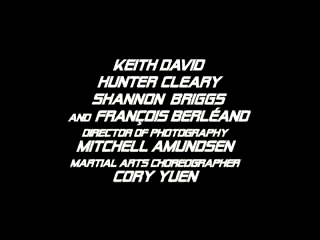 KEITH DAVID
HUNTER CLEARY
SHANNON BRIGGS
AND FRANÇOIS BERLÉAND
DIRECTOR OF PHOTOGRAPHY
MITCHELL AMUNDSEN
MARTIAL ARTS CHOREOGRAPHER
CORY YUEN